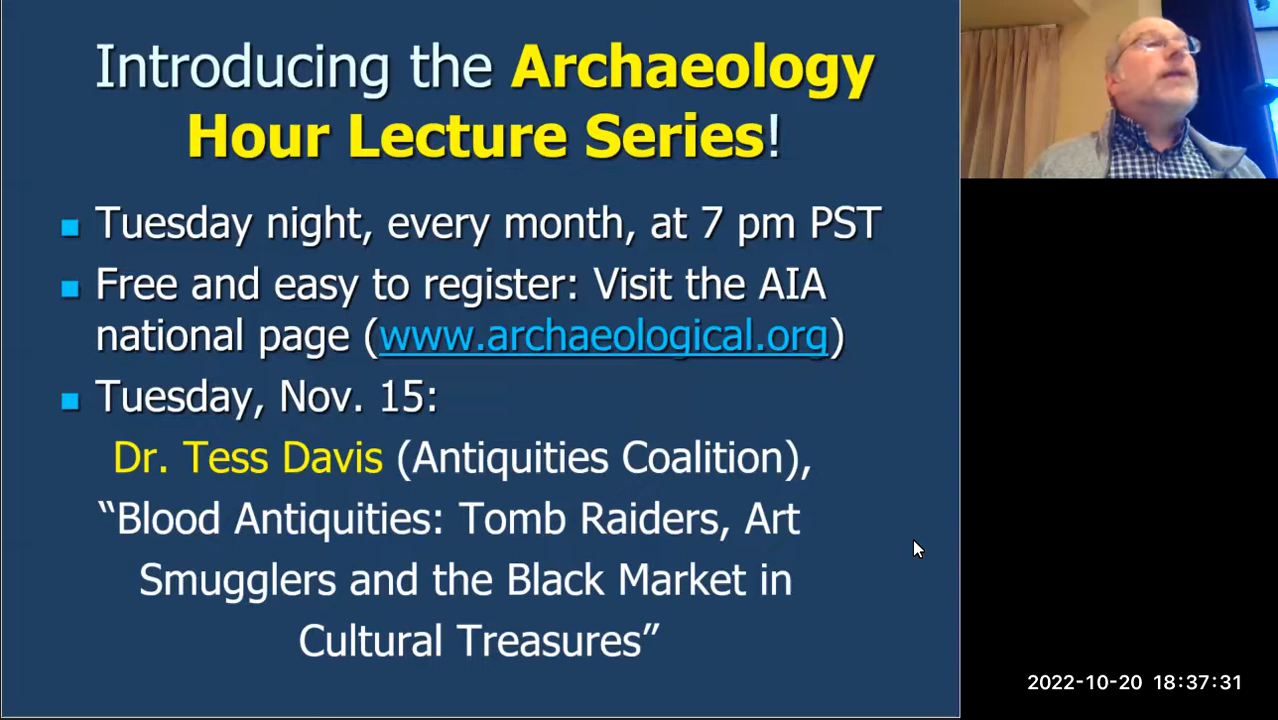 Introducing the Archaeology
Hour Lecture Series!
Tuesday night, every month, at 7 pm PST
Free and easy to register: Visit the AIA
national page (www.archaeological.org)
Tuesday, Nov. 15:
Dr. Tess Davis (Antiquities Coalition),
“Blood Antiquities: Tomb Raiders, Art
Smugglers and the Black Market in
Cultural Treasures”
2022-10-20 18:37:31